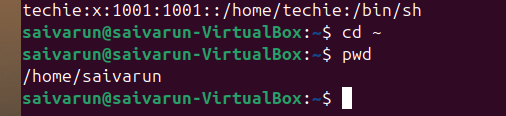 techie:x:1001:1001::/home/techie:/bin/sh
saivarun@saivarun-VirtualBox:~$ cd ~
saivarun@saivarun-VirtualBox:~$ pwd
/home/saivarun
saivarun@saivarun-VirtualBox:~$